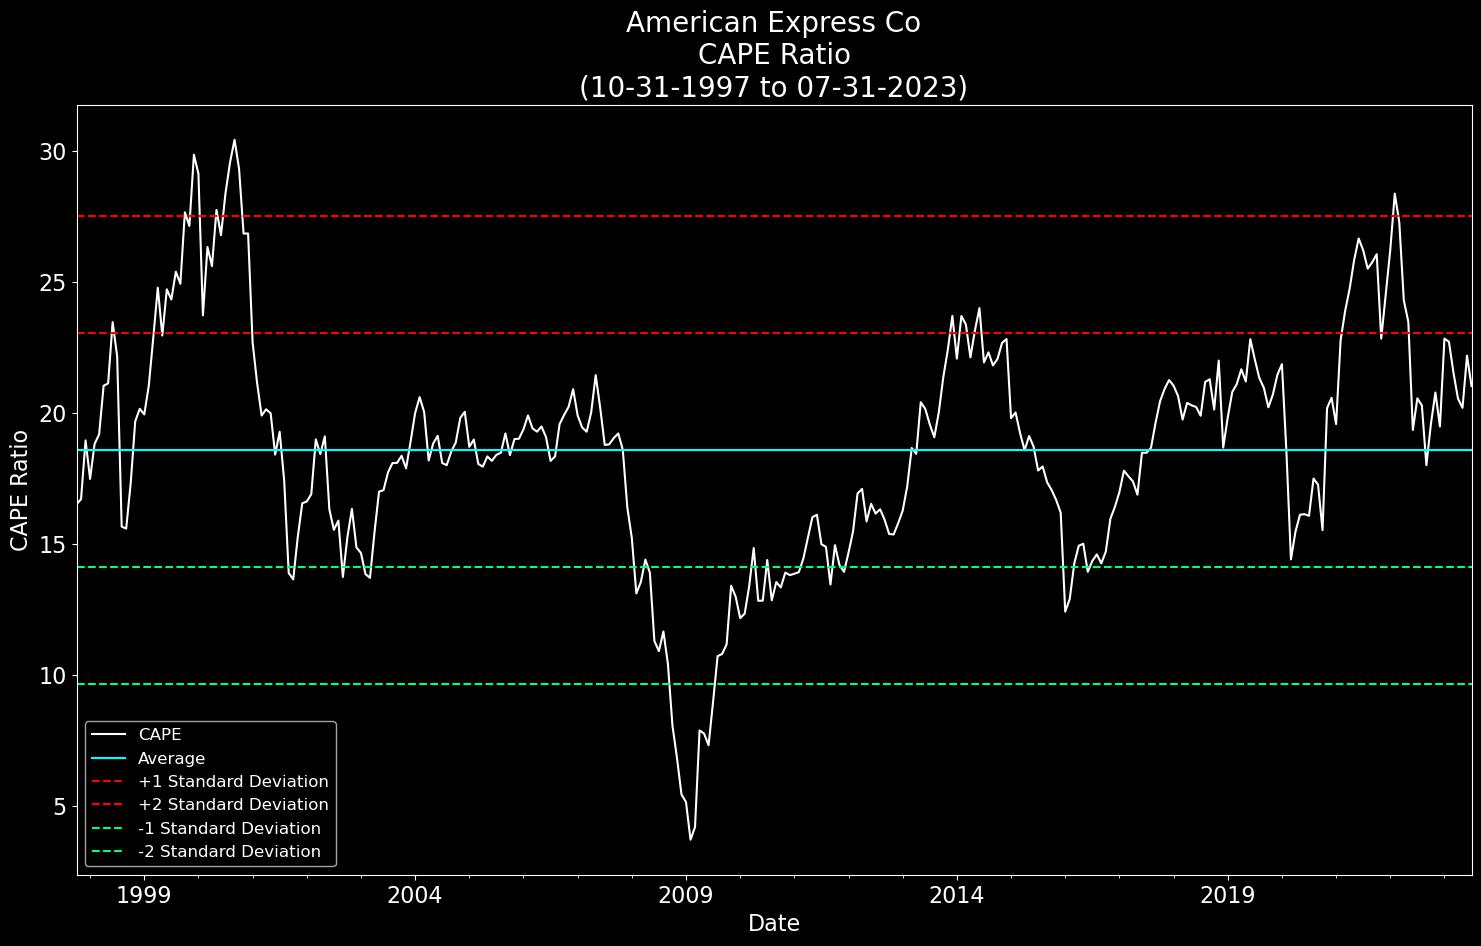 American Express Co
CAPE Ratio
(10-31-1997 to 07-31-2023)
CAPE Ratio
30
25
20
15
10
5
CAPE
Average
+1 Standard Deviation
+2 Standard Deviation
-1 Standard Deviation
-2 Standard Deviation
1999 2004 2009 2014 2019
Date